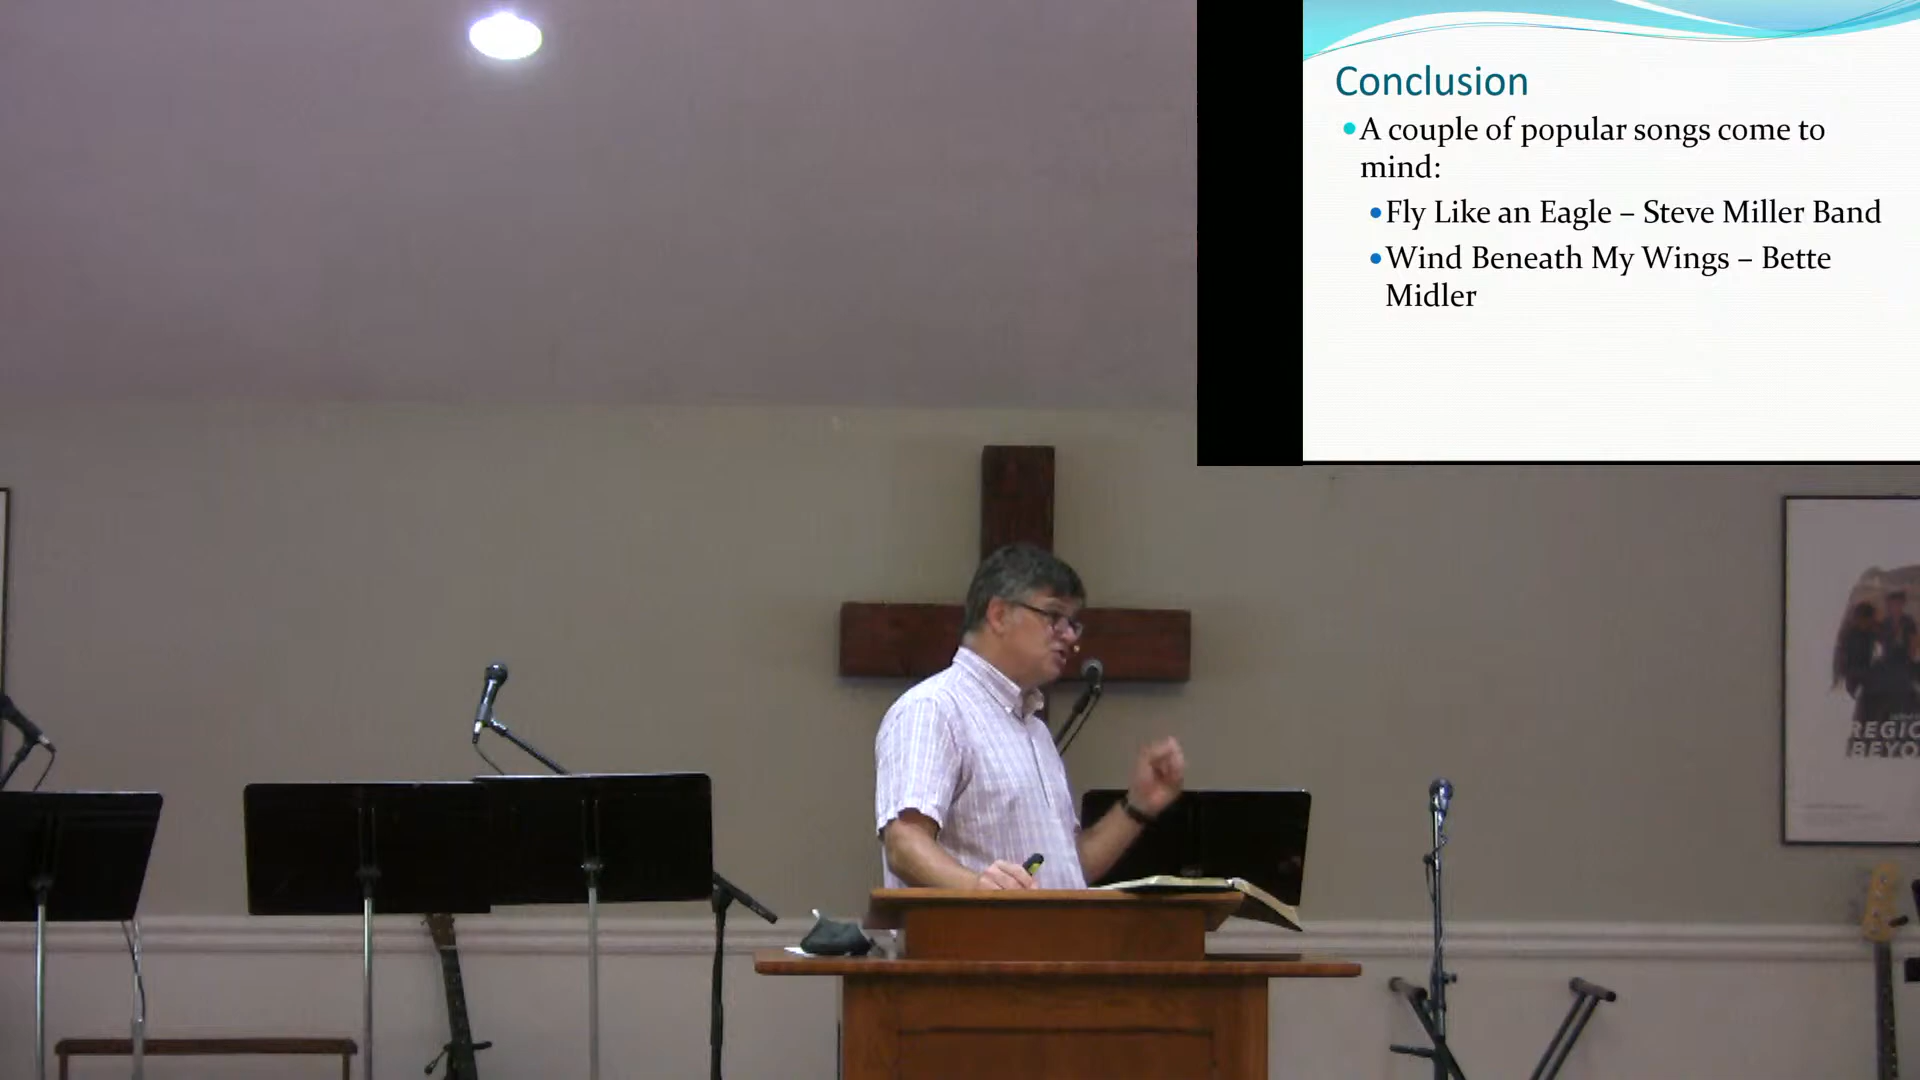 Conclusion
A couple of popular songs come to
mind:
Fly Like an Eagle – Steve Miller Band
Wind Beneath My Wings – Bette
Midler